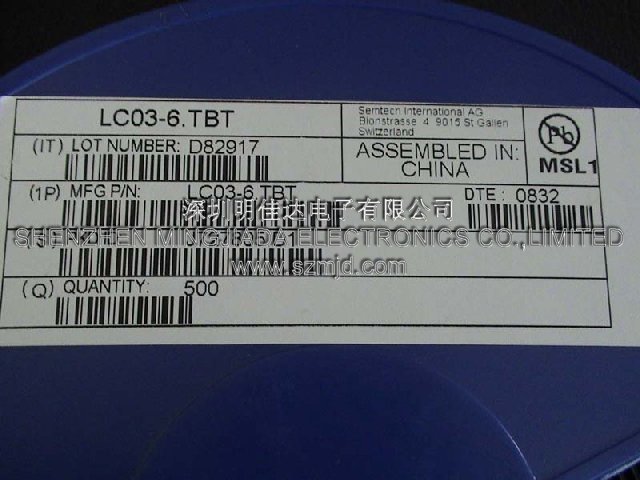 LC03-6.TBT
Semtech International AG
Bionstrasse 4 9015 St Gallen
Switzerland
Pb
MSL1
(IT) LOT NUMBER: D82917
ASSEMBLED IN:
CHINA
(1P) MFG P/N: LC03-6.TBT
DTE: 0832
深圳明佳达电子有限公司
SHENZHEN MINGJIADA ELECTRONICS CO.,LIMITED
www.szmjd.com
(Q) QUANTITY: 500